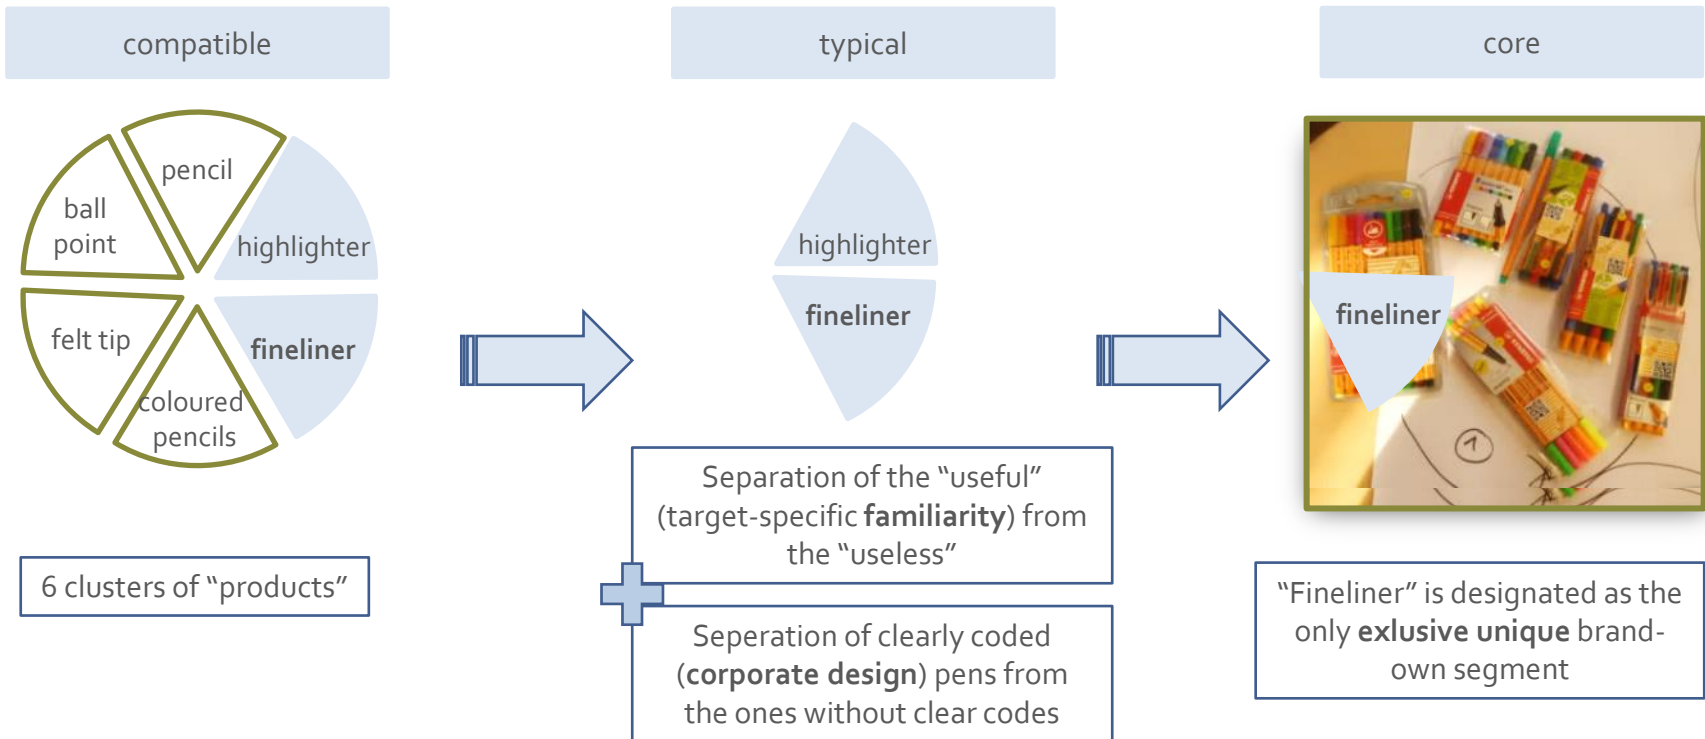 compatible
typical
core
pencil
ball
point
highlighter
felt tip
fineliner
coloured
pencils
highlighter
fineliner
fineliner
1
6 clusters of “products”
Separation of the “useful”
(target-specific familiarity) from
the “useless”
Seperation of clearly coded
(corporate design) pens from
the ones without clear codes
“Fineliner” is designated as the
only exlusive unique brand-
own segment